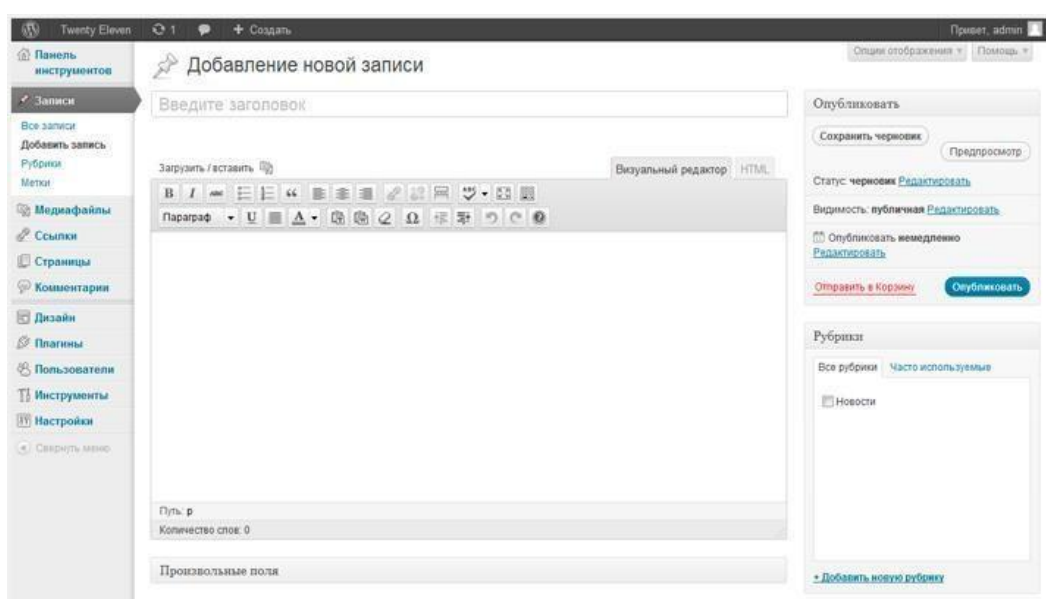 Twenty Eleven 1 + Создать Привет, admin
Опции отображения Помощь
Панель
инструментов
Записи
Все записи
Добавить запись
Рубрики
Метки
Медиафайлы
Ссылки
Страницы
Комментарии
Дизайн
Плагины
Пользователи
Инструменты
Настройки
Свернуть меню
Добавление новой записи
Введите заголовок
Загрузить / вставить
Визуальный редактор HTML
B I ABC “ ABC
Параграф U A Ω ?
Путь: p
Количество слов: 0
Произвольные поля
Опубликовать
Сохранить черновик
Предпросмотр
Статус: черновик Редактировать
Видимость: публичная Редактировать
Опубликовать немедленно
Редактировать
Отправить в Корзину Опубликовать
Рубрики
Все рубрики Часто используемые
Новости
+ Добавить новую рубрику